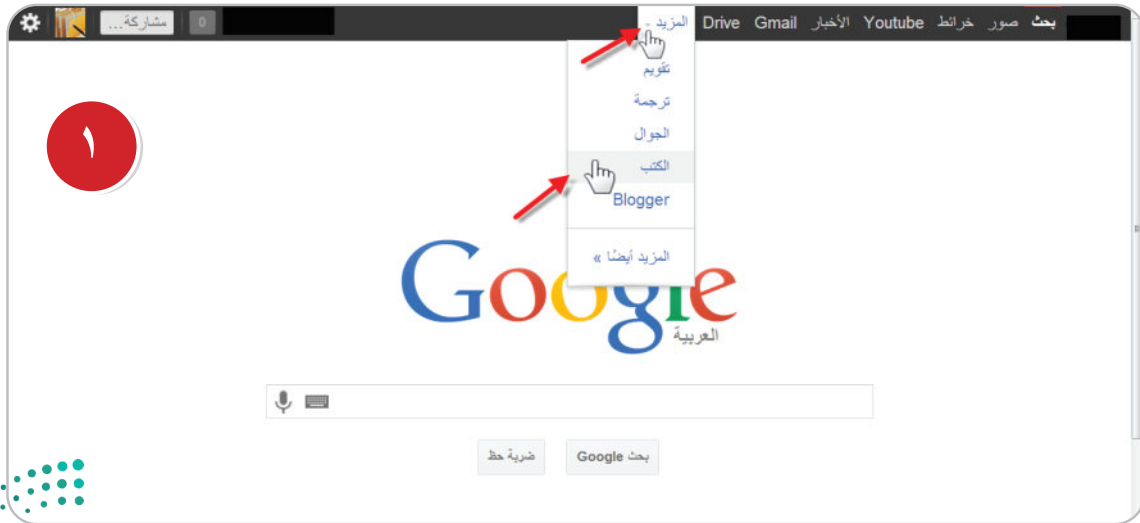 بحث صور خرائط Youtube الأخبار Gmail Drive المزيد
0 مشاركة...
تقويم
ترجمة
الجوال
الكتب
Blogger
المزيد أيضًا »
١
Google
العربية
بحث Google ضربة حظ